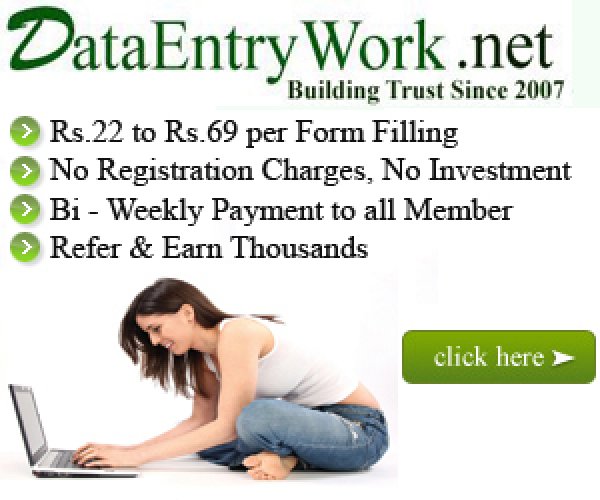 DataEntryWork.net
Building Trust Since 2007
Rs.22 to Rs.69 per Form Filling
No Registration Charges, No Investment
Bi - Weekly Payment to all Member
Refer & Earn Thousands
click here